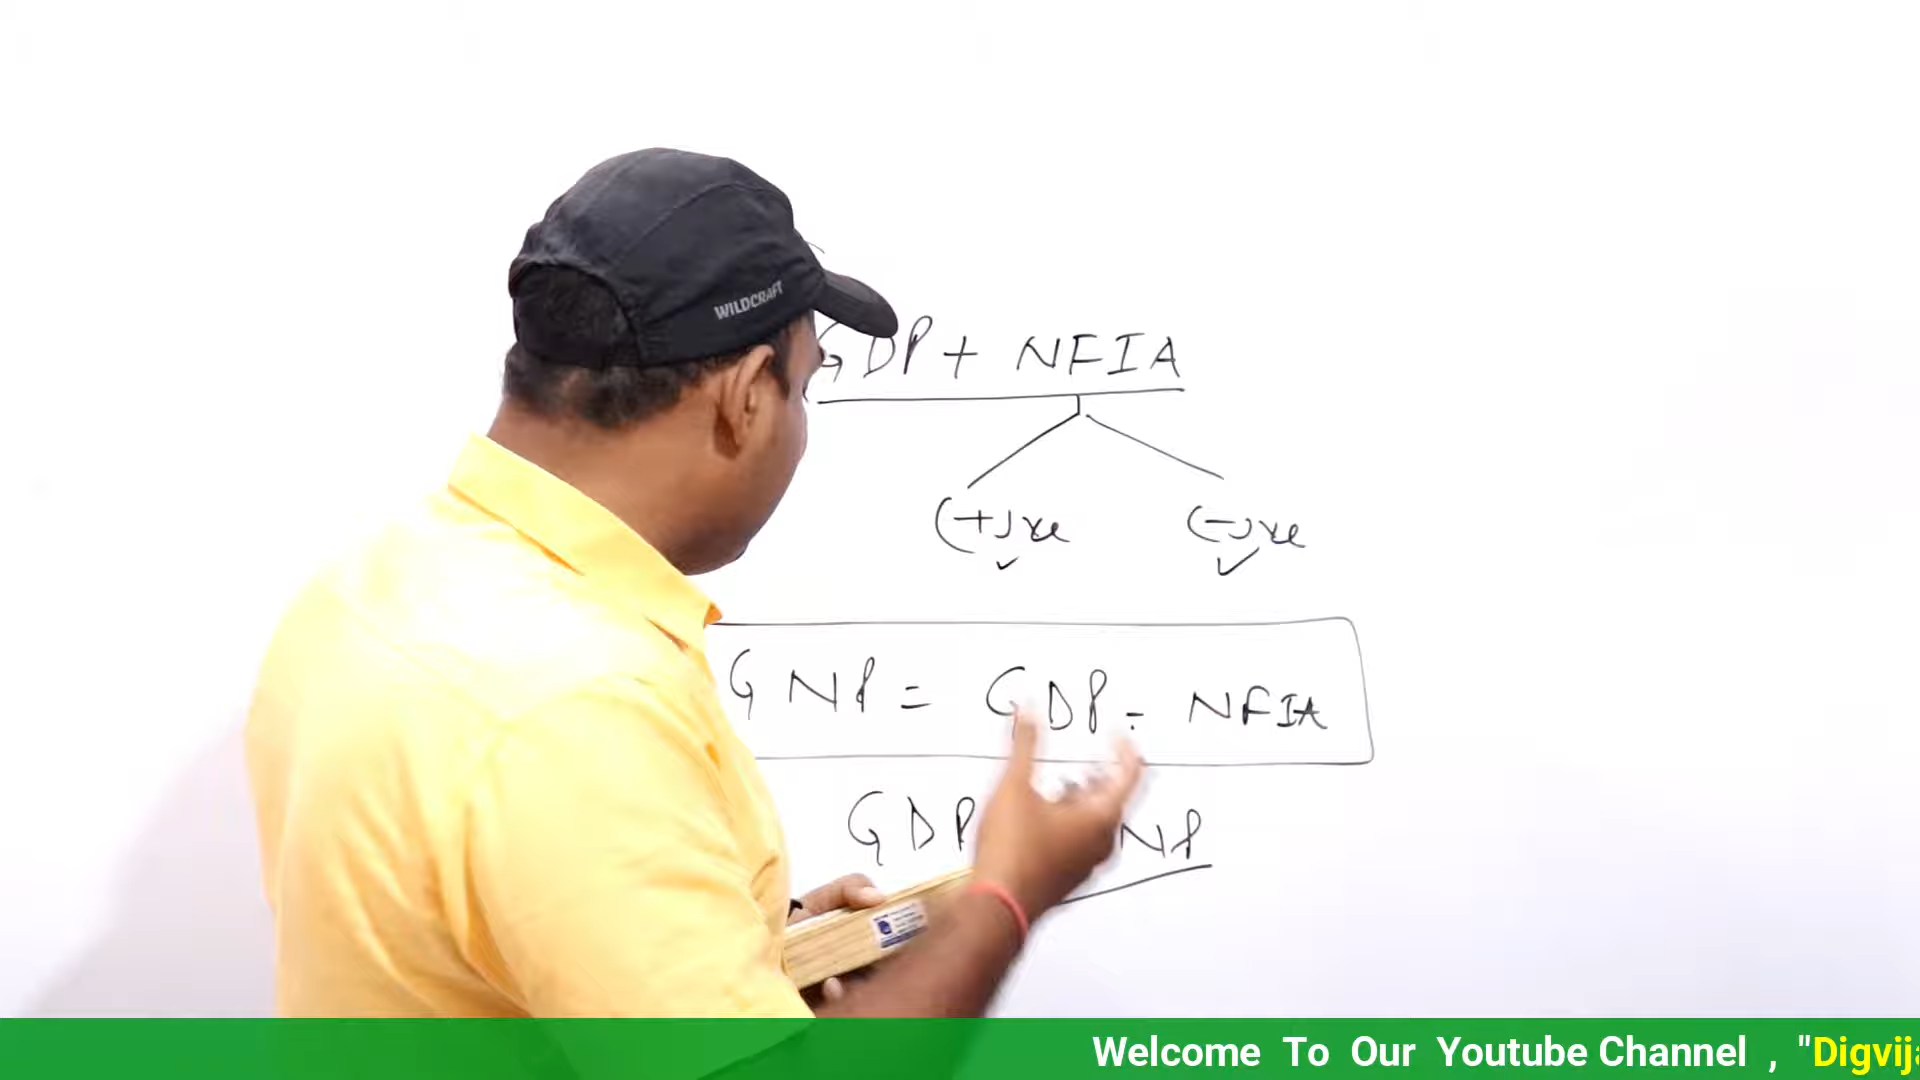 WILDCRAFT
GDP + NFIA
(+)ve (-)ve
GNP = GDP - NFIA
GDP NP
Welcome To Our Youtube Channel , "Digvij